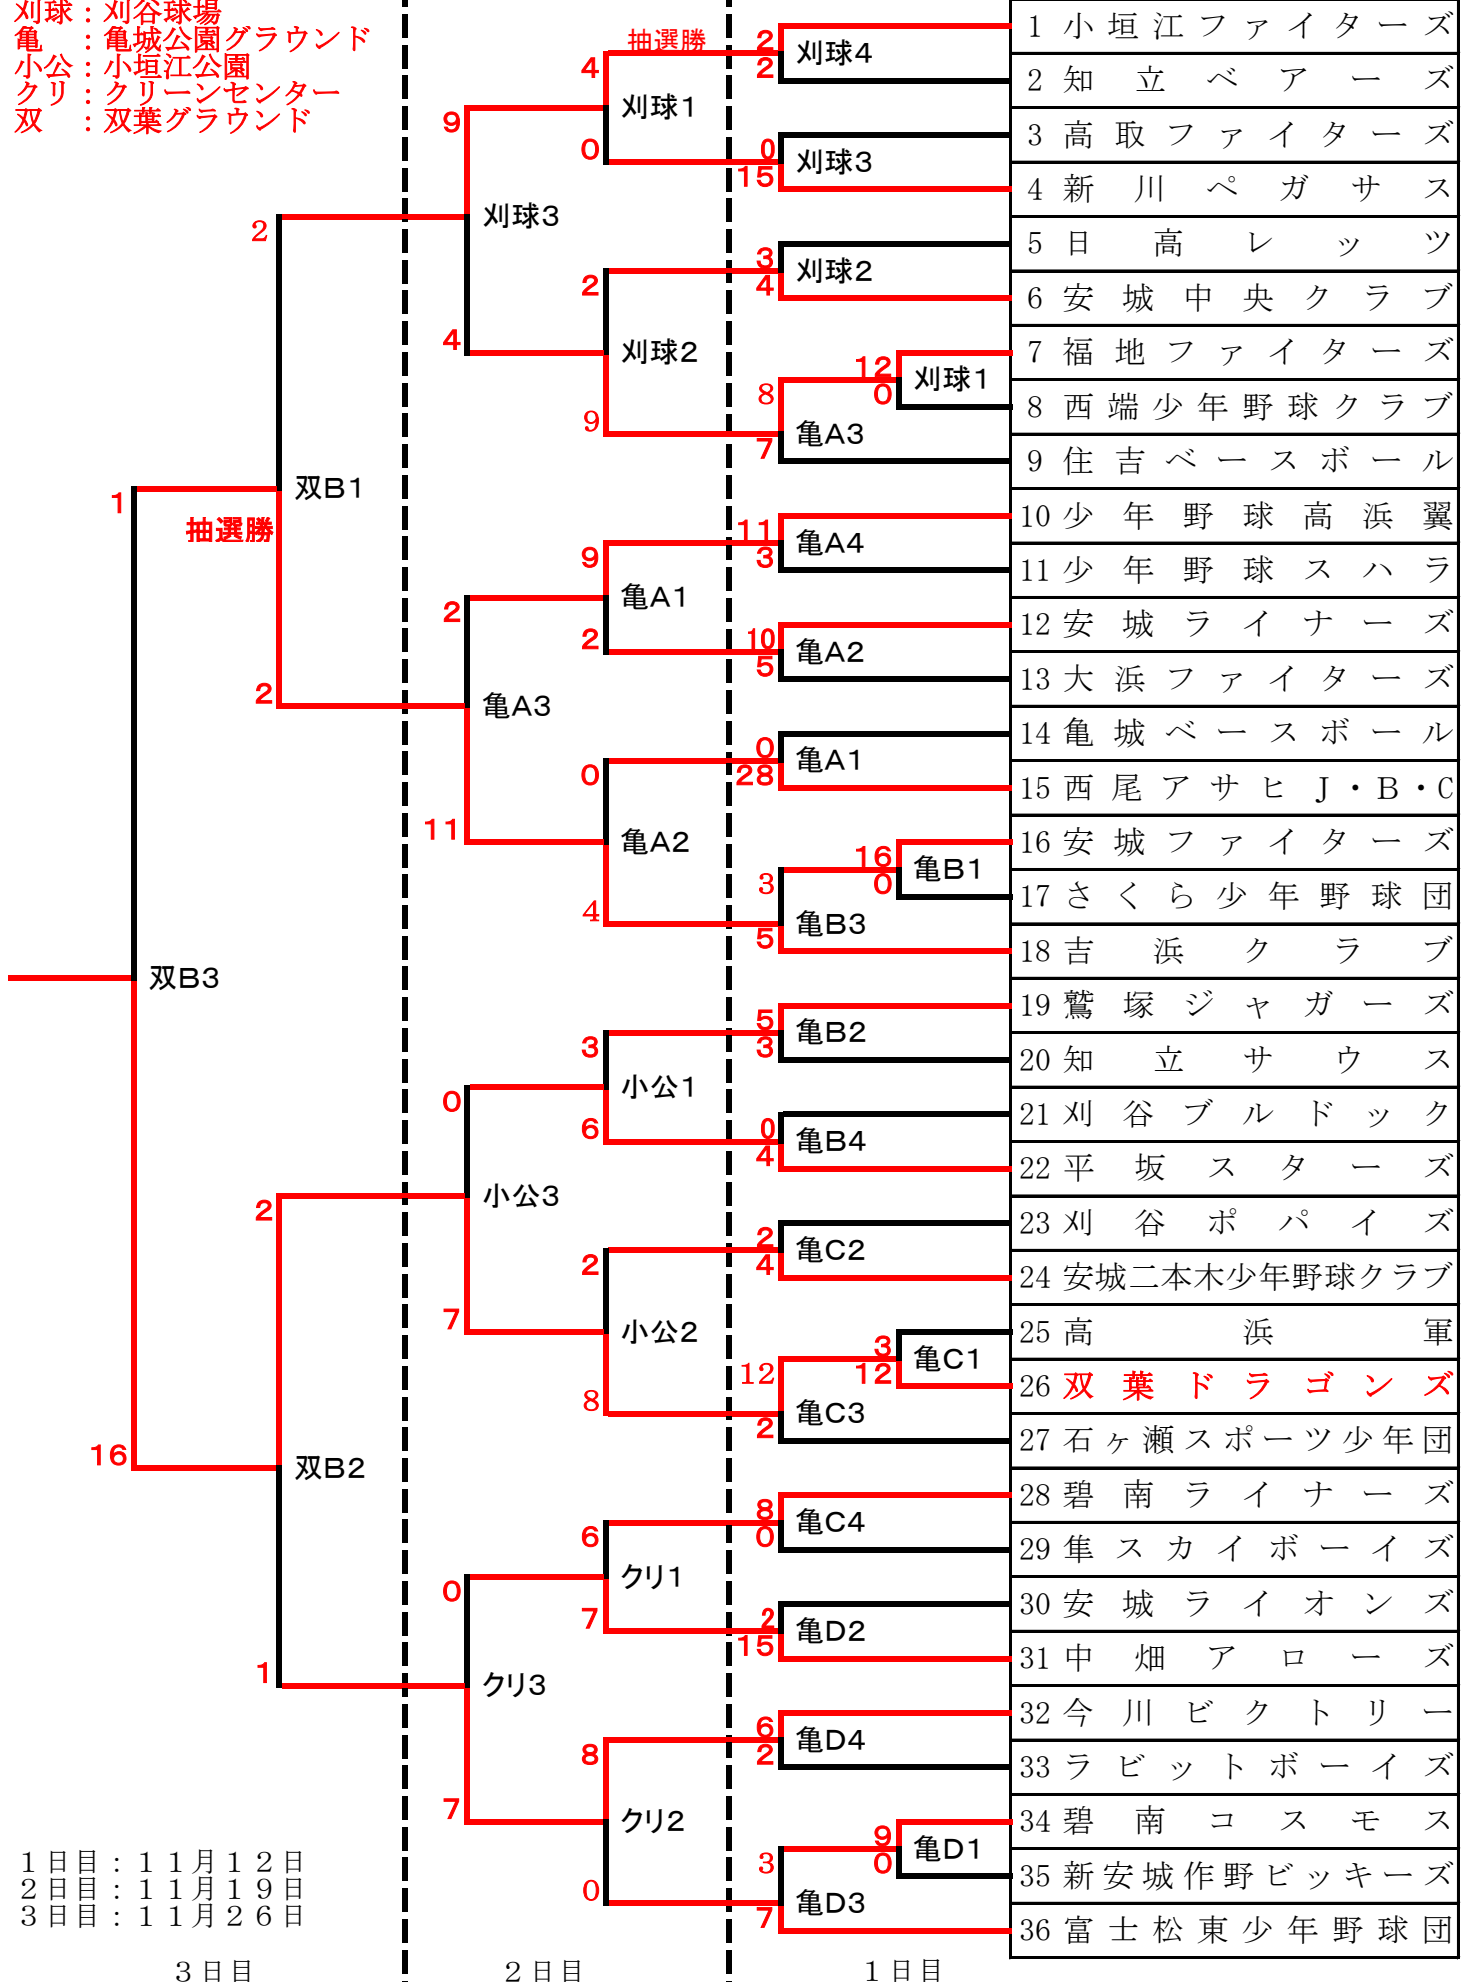 刈球：刈谷球場
亀　：亀城公園グラウンド
小公：小垣江公園
クリ：クリーンセンター
双　：双葉グラウンド
抽選勝
2
刈球4
2
1 小垣江ファイターズ
2 知立ベアーズ
4
刈球1
0
0
刈球3
15
3 高取ファイターズ
4 新川ペガサス
9
刈球3
4
3
刈球2
4
5 日高レッツ
6 安城中央クラブ
2
刈球2
9
12
刈球1
0
7 福地ファイターズ
8 西端少年野球クラブ
8
亀A3
7
9 住吉ベースボール
2
双B1
抽選勝
2
11
亀A4
3
10 少年野球高浜翼
11 少年野球スハラ
9
亀A1
2
10
亀A2
5
12 安城ライナーズ
13 大浜ファイターズ
2
亀A3
11
0
亀A1
28
14 亀城ベースボール
15 西尾アサヒJ・B・C
0
亀A2
4
16
亀B1
0
16 安城ファイターズ
17 さくら少年野球団
3
亀B3
5
18 吉浜クラブ
1
双B3
16
5
亀B2
3
19 鷲塚ジャガーズ
20 知立サウス
3
小公1
6
0
亀B4
4
21 刈谷ブルドック
22 平坂スターズ
0
小公3
7
2
亀C2
4
23 刈谷ポパイズ
24 安城二本木少年野球クラブ
2
小公2
8
3
亀C1
12
25 高浜軍
26 双葉ドラゴンズ
12
亀C3
2
27 石ヶ瀬スポーツ少年団
2
双B2
1
8
亀C4
0
28 碧南ライナーズ
29 隼スカイボーイズ
6
クリ1
7
2
亀D2
15
30 安城ライオンズ
31 中畑アローズ
0
クリ3
7
6
亀D4
2
32 今川ビクトリー
33 ラビットボーイズ
8
クリ2
0
9
亀D1
0
34 碧南コスモス
35 新安城作野ビッキーズ
3
亀D3
7
36 富士松東少年野球団
1日目：11月12日
2日目：11月19日
3日目：11月26日
3日目
2日目
1日目